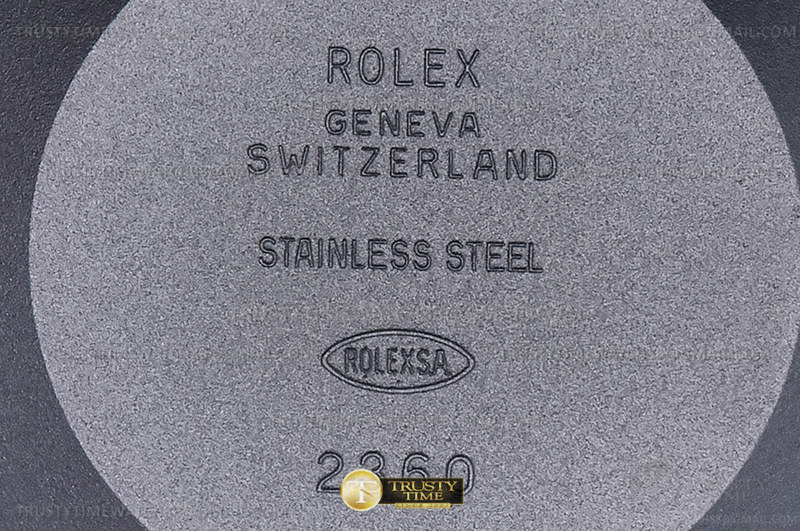 ROLEX
GENEVA
SWITZERLAND
STAINLESS STEEL
ROLEXSA
2360
TRUSTY
TIME